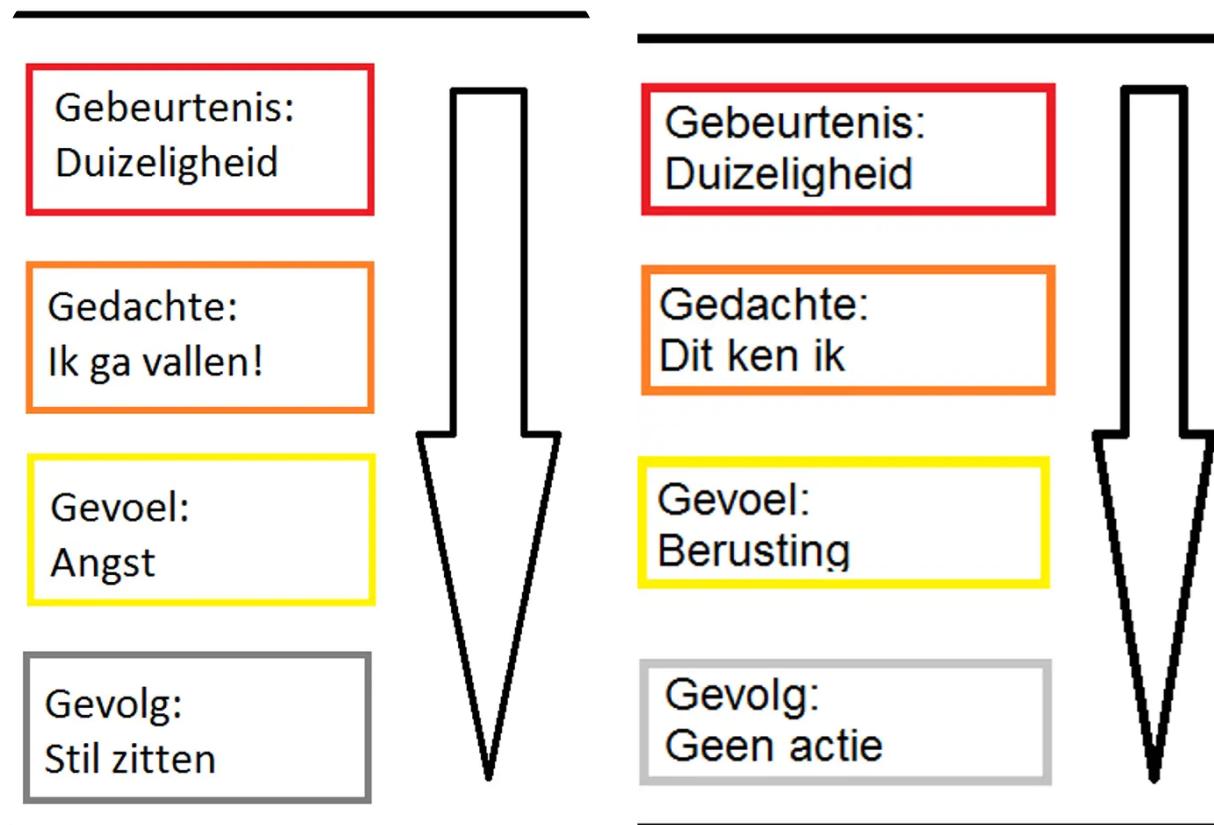 Gebeurtenis:
Duizeligheid
Gedachte:
Ik ga vallen!
Gevoel:
Angst
Gevolg:
Stil zitten
Gebeurtenis:
Duizeligheid
Gedachte:
Dit ken ik
Gevoel:
Berusting
Gevolg:
Geen actie